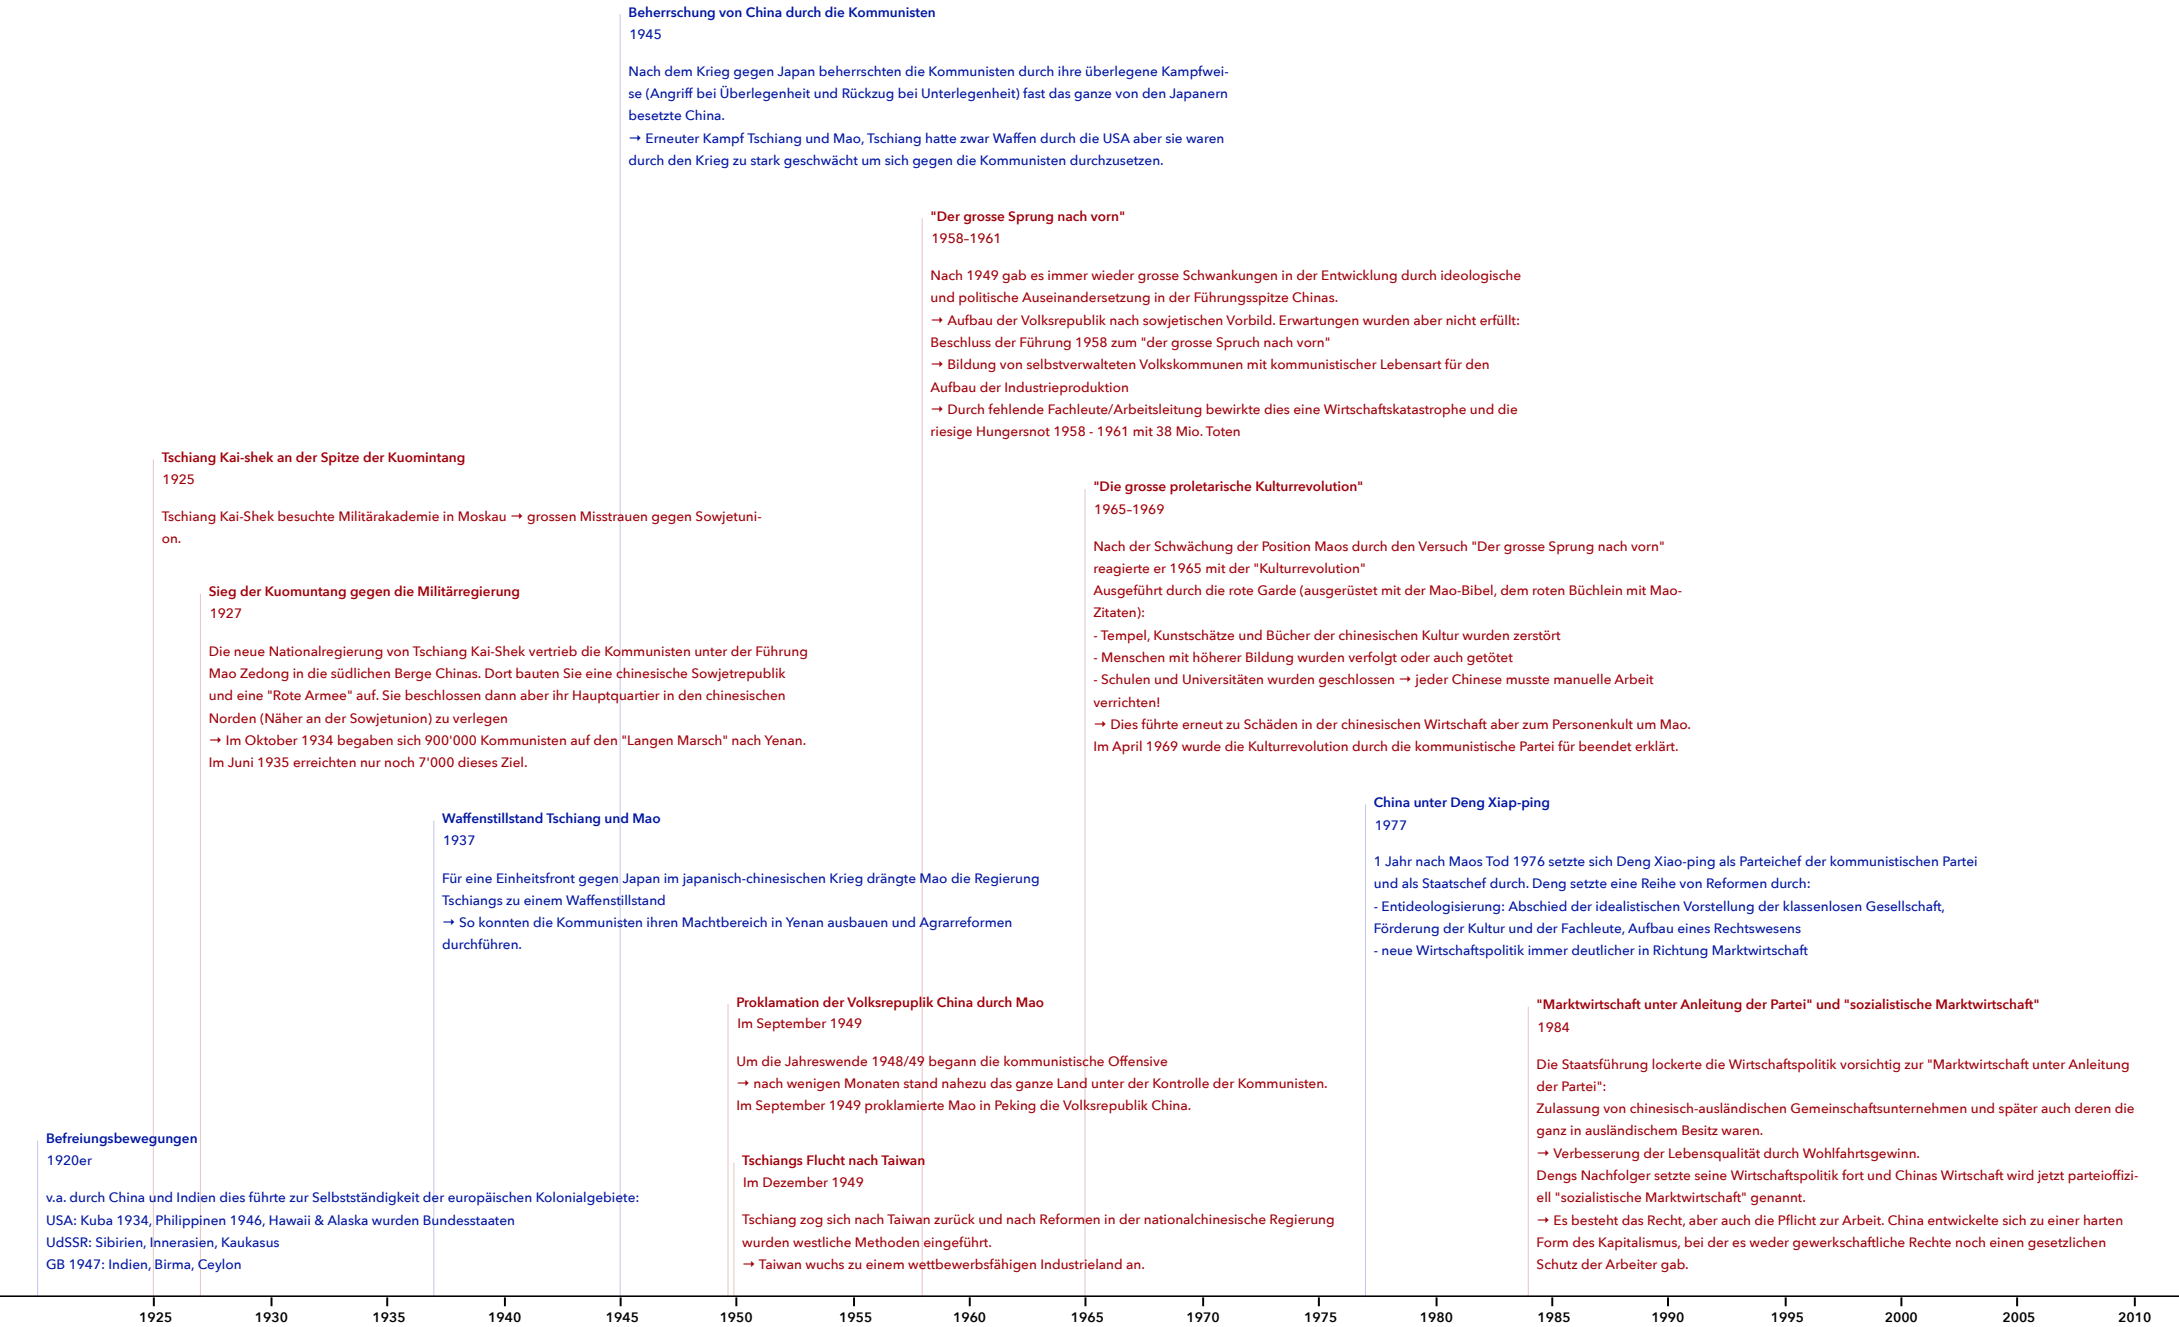 Beherrschung von China durch die Kommunisten
1945
Nach dem Krieg gegen Japan beherrschten die Kommunisten durch ihre überlegene Kampfwei-
se (Angriff bei Überlegenheit und Rückzug bei Unterlegenheit) fast das ganze von den Japanern
besetzte China.
→ Erneuter Kampf Tschiang und Mao, Tschiang hatte zwar Waffen durch die USA aber sie waren
durch den Krieg zu stark geschwächt um sich gegen die Kommunisten durchzusetzen.
"Der grosse Sprung nach vorn"
1958–1961
Nach 1949 gab es immer wieder grosse Schwankungen in der Entwicklung durch ideologische
und politische Auseinandersetzung in der Führungsspitze Chinas.
→ Aufbau der Volksrepublik nach sowjetischen Vorbild. Erwartungen wurden aber nicht erfüllt:
Beschluss der Führung 1958 zum "der grosse Spruch nach vorn"
→ Bildung von selbstverwalteten Volkskommunen mit kommunistischer Lebensart für den
Aufbau der Industrieproduktion
→ Durch fehlende Fachleute/Arbeitsleitung bewirkte dies eine Wirtschaftskatastrophe und die
riesige Hungersnot 1958 - 1961 mit 38 Mio. Toten
Tschiang Kai-shek an der Spitze der Kuomintang
1925
Tschiang Kai-Shek besuchte Militärakademie in Moskau → grossen Misstrauen gegen Sowjetuni-
on.
"Die grosse proletarische Kulturrevolution"
1965–1969
Nach der Schwächung der Position Maos durch den Versuch "Der grosse Sprung nach vorn"
reagierte er 1965 mit der "Kulturrevolution"
Ausgeführt durch die rote Garde (ausgerüstet mit der Mao-Bibel, dem roten Büchlein mit Mao-
Zitaten):
- Tempel, Kunstschätze und Bücher der chinesischen Kultur wurden zerstört
- Menschen mit höherer Bildung wurden verfolgt oder auch getötet
- Schulen und Universitäten wurden geschlossen → jeder Chinese musste manuelle Arbeit
verrichten!
→ Dies führte erneut zu Schäden in der chinesischen Wirtschaft aber zum Personenkult um Mao.
Im April 1969 wurde die Kulturrevolution durch die kommunistische Partei für beendet erklärt.
Sieg der Kuomuntang gegen die Militärregierung
1927
Die neue Nationalregierung von Tschiang Kai-Shek vertrieb die Kommunisten unter der Führung
Mao Zedong in die südlichen Berge Chinas. Dort bauten Sie eine chinesische Sowjetrepublik
und eine "Rote Armee" auf. Sie beschlossen dann aber ihr Hauptquartier in den chinesischen
Norden (Näher an der Sowjetunion) zu verlegen
→ Im Oktober 1934 begaben sich 900'000 Kommunisten auf den "Langen Marsch" nach Yenan.
Im Juni 1935 erreichten nur noch 7'000 dieses Ziel.
Waffenstillstand Tschiang und Mao
1937
Für eine Einheitsfront gegen Japan im japanisch-chinesischen Krieg drängte Mao die Regierung
Tschiangs zu einem Waffenstillstand
→ So konnten die Kommunisten ihren Machtbereich in Yenan ausbauen und Agrarreformen
durchführen.
China unter Deng Xiap-ping
1977
1 Jahr nach Maos Tod 1976 setzte sich Deng Xiao-ping als Parteichef der kommunistischen Partei
und als Staatschef durch. Deng setzte eine Reihe von Reformen durch:
- Entideologisierung: Abschied der idealistischen Vorstellung der klassenlosen Gesellschaft,
Förderung der Kultur und der Fachleute, Aufbau eines Rechtswesens
- neue Wirtschaftspolitik immer deutlicher in Richtung Marktwirtschaft
Proklamation der Volksrepuplik China durch Mao
Im September 1949
Um die Jahreswende 1948/49 begann die kommunistische Offensive
→ nach wenigen Monaten stand nahezu das ganze Land unter der Kontrolle der Kommunisten.
Im September 1949 proklamierte Mao in Peking die Volksrepublik China.
"Marktwirtschaft unter Anleitung der Partei" und "sozialistische Marktwirtschaft"
1984
Die Staatsführung lockerte die Wirtschaftspolitik vorsichtig zur "Marktwirtschaft unter Anleitung
der Partei":
Zulassung von chinesisch-ausländischen Gemeinschaftsunternehmen und später auch deren die
ganz in ausländischem Besitz waren.
→ Verbesserung der Lebensqualität durch Wohlfahrtsgewinn.
Dengs Nachfolger setzte seine Wirtschaftspolitik fort und Chinas Wirtschaft wird jetzt parteioffizi-
ell "sozialistische Marktwirtschaft" genannt.
→ Es besteht das Recht, aber auch die Pflicht zur Arbeit. China entwickelte sich zu einer harten
Form des Kapitalismus, bei der es weder gewerkschaftliche Rechte noch einen gesetzlichen
Schutz der Arbeiter gab.
Befreiungsbewegungen
1920er
v.a. durch China und Indien dies führte zur Selbstständigkeit der europäischen Kolonialgebiete:
USA: Kuba 1934, Philippinen 1946, Hawaii & Alaska wurden Bundesstaaten
UdSSR: Sibirien, Innerasien, Kaukasus
GB 1947: Indien, Birma, Ceylon
Tschiangs Flucht nach Taiwan
Im Dezember 1949
Tschiang zog sich nach Taiwan zurück und nach Reformen in der nationalchinesische Regierung
wurden westliche Methoden eingeführt.
→ Taiwan wuchs zu einem wettbewerbsfähigen Industrieland an.
1925 1930 1935 1940 1945 1950 1955 1960 1965 1970 1975 1980 1985 1990 1995 2000 2005 2010